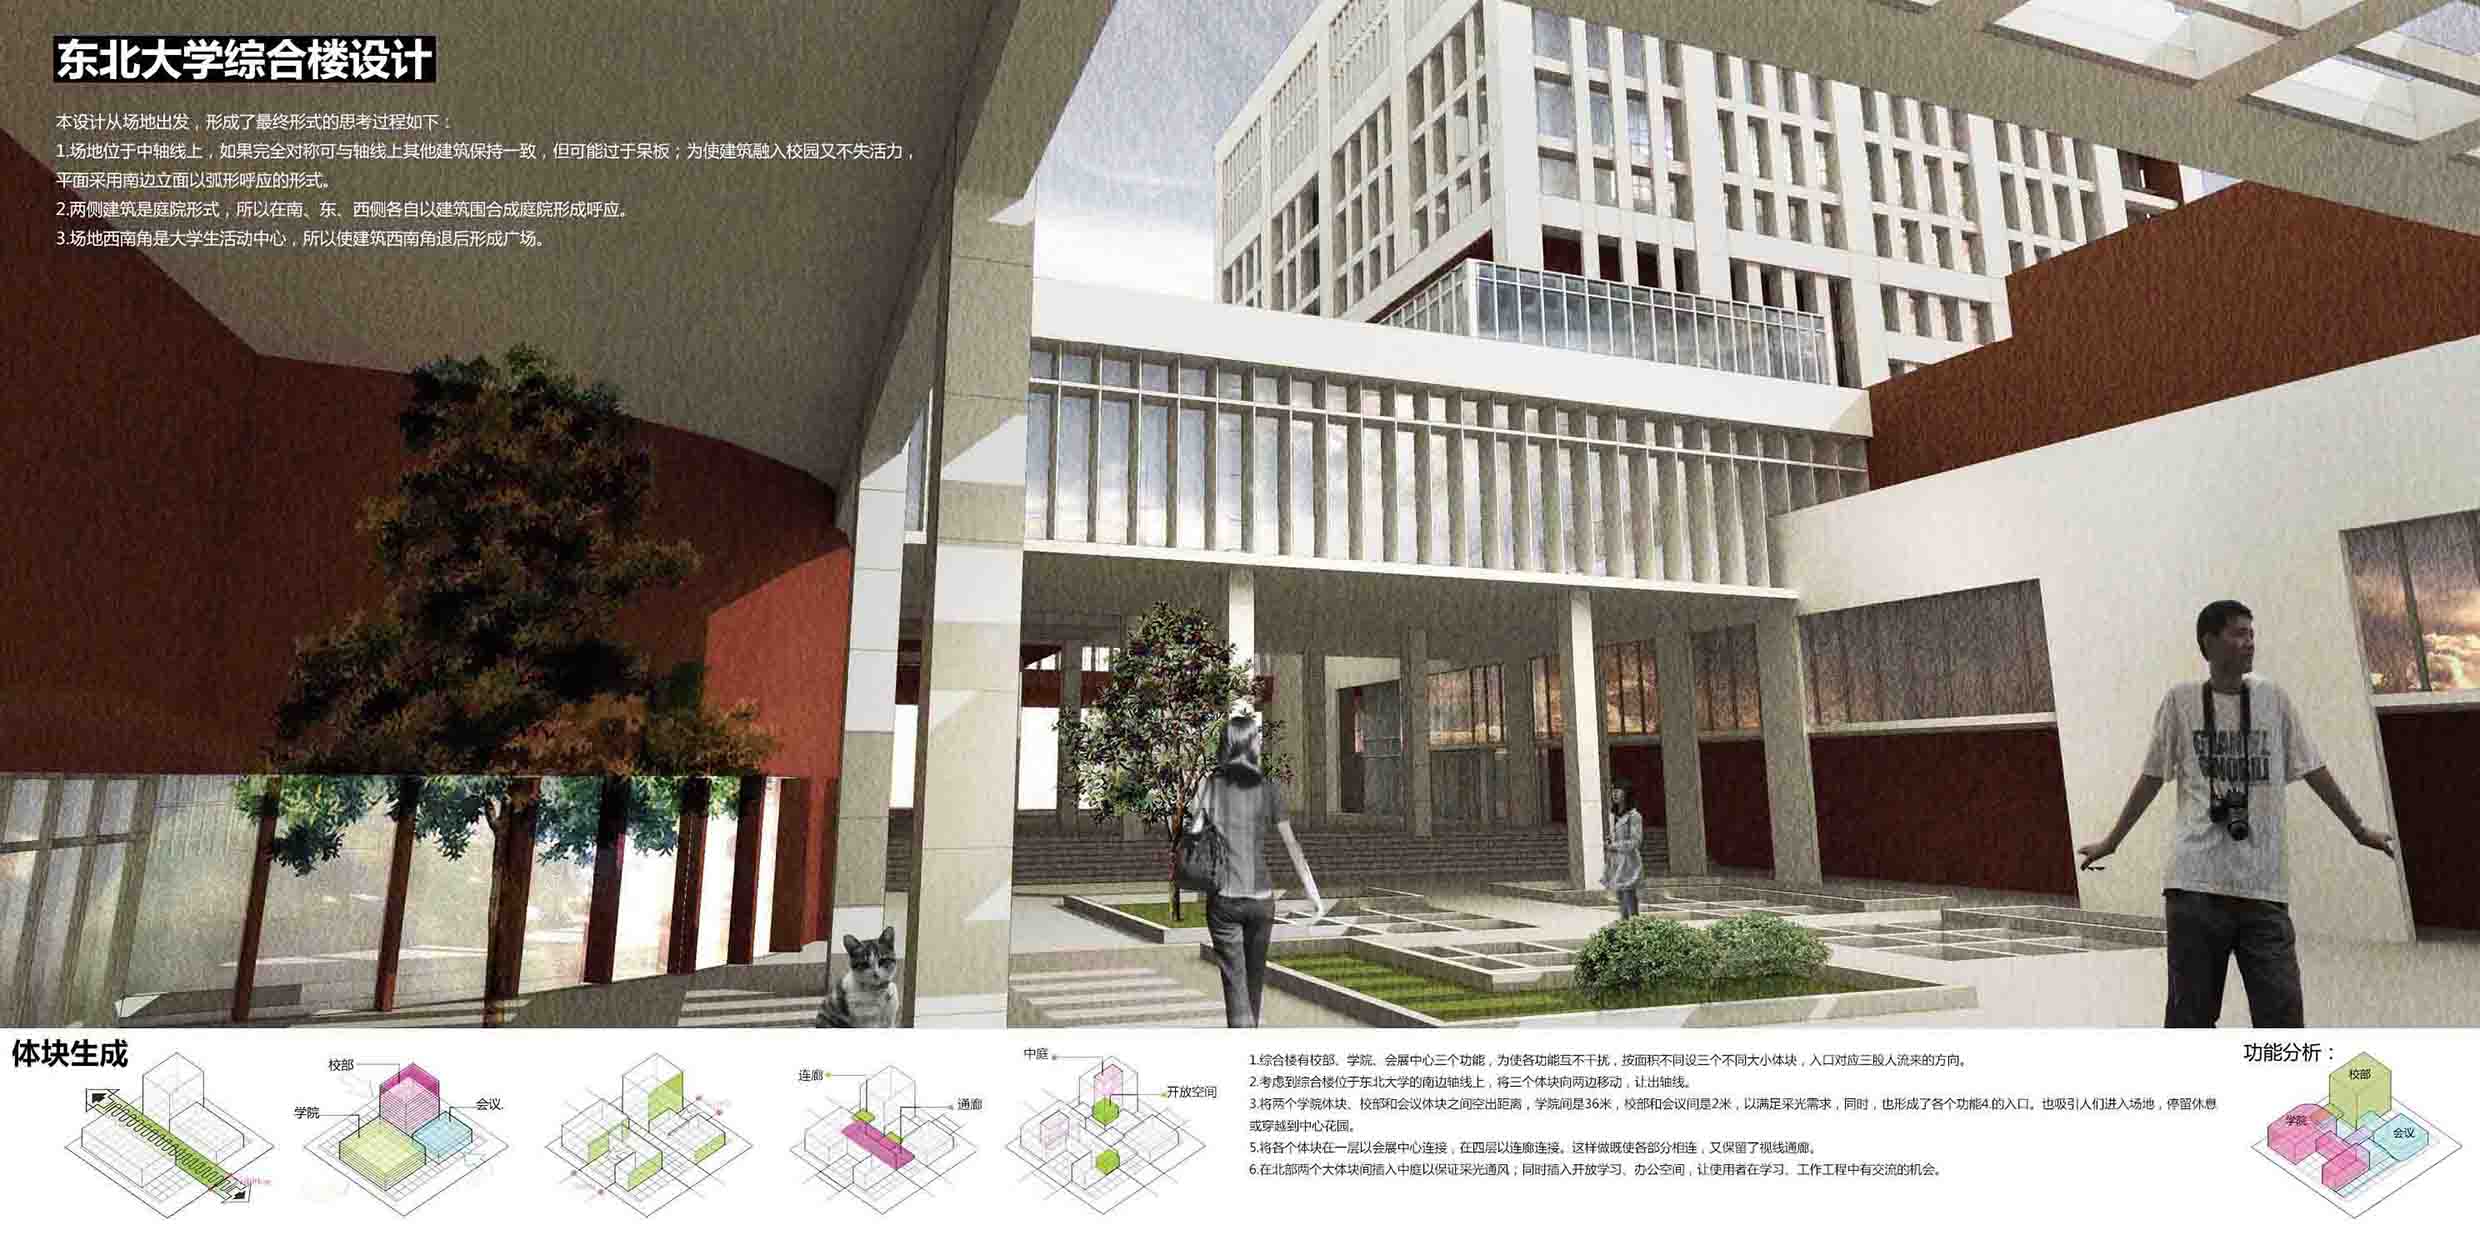 东北大学综合楼设计
本设计从场地出发，形成了最终形式的思考过程如下：
1.场地位于中轴线上，如果完全对称可与轴线上其他建筑保持一致，但可能过于呆板；为使建筑融入校园又不失活力，
平面采用南边立面以弧形呼应的形式。
2.两侧建筑是庭院形式，所以在南、东、西侧各自以建筑围合成庭院形成呼应。
3.场地西南角是大学生活动中心，所以使建筑西南角退后形成广场。
体块生成
校部
学院
会议.
连廊
通廊
中庭
开放空间
1.综合楼有校部、学院、会展中心三个功能，为使各功能互不干扰，按面积不同设三个不同大小体块，入口对应三股人流来的方向。
2.考虑到综合楼位于东北大学的南边轴线上，将三个体块向两边移动，让出轴线。
3.将两个学院体块、校部和会议体块之间空出距离，学院间是36米，校部和会议间是2米，以满足采光需求，同时，也形成了各个功能4.的入口。也吸引人们进入场地，停留休息
或穿越到中心花园。
5.将各个体块在一层以会展中心连接，在四层以连廊连接。这样做既使各部分相连，又保留了视线通廊。
6.在北部两个大体块间插入中庭以保证采光通风；同时插入开放学习、办公空间，让使用者在学习、工作工程中有交流的机会。
功能分析：
校部
学院
会议